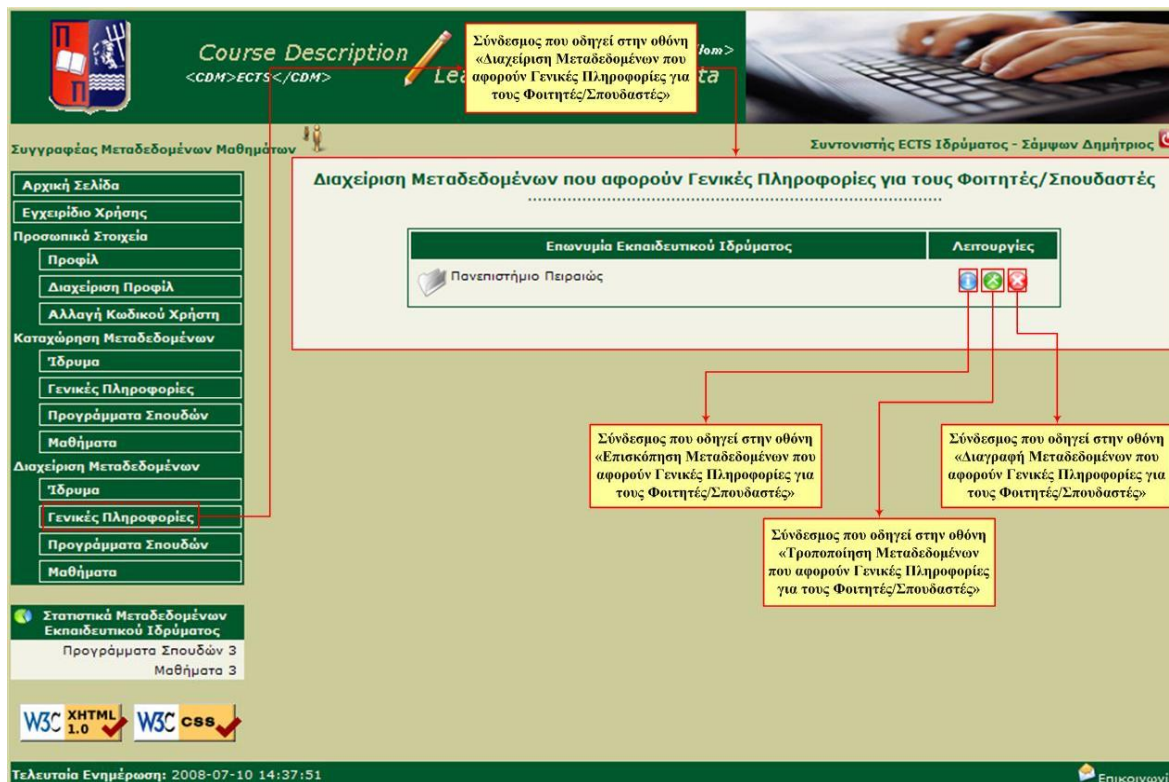 Course Description
<CDM>ECTS</CDM>
/lom>
Lea
ta
Σύνδεσμος που οδηγεί στην οθόνη
«Διαχείριση Μεταδεδομένων που
αφορούν Γενικές Πληροφορίες για
τους Φοιτητές/Σπουδαστές»
Συγγραφέας Μεταδεδομένων Μαθημάτων
Συντονιστής ECTS Ιδρύματος - Σάμψων Δημήτριος
Αρχική Σελίδα
Εγχειρίδιο Χρήσης
Προσωπικά Στοιχεία
Προφίλ
Διαχείριση Προφίλ
Αλλαγή Κωδικού Χρήστη
Καταχώρηση Μεταδεδομένων
Ίδρυμα
Γενικές Πληροφορίες
Προγράμματα Σπουδών
Μαθήματα
Διαχείριση Μεταδεδομένων
Ίδρυμα
Γενικές Πληροφορίες
Προγράμματα Σπουδών
Μαθήματα
Στατιστικά Μεταδεδομένων
Εκπαιδευτικού Ιδρύματος
Προγράμματα Σπουδών 3
Μαθήματα 3
W3C XHTML 1.0
W3C css
Διαχείριση Μεταδεδομένων που αφορούν Γενικές Πληροφορίες για τους Φοιτητές/Σπουδαστές
Επωνυμία Εκπαιδευτικού Ιδρύματος
Λειτουργίες
Πανεπιστήμιο Πειραιώς
Σύνδεσμος που οδηγεί στην οθόνη
«Επισκόπηση Μεταδεδομένων που
αφορούν Γενικές Πληροφορίες για
τους Φοιτητές/Σπουδαστές»
Σύνδεσμος που οδηγεί στην οθόνη
«Διαγραφή Μεταδεδομένων που
αφορούν Γενικές Πληροφορίες για
τους Φοιτητές/Σπουδαστές»
Σύνδεσμος που οδηγεί στην οθόνη
«Τροποποίηση Μεταδεδομένων
που αφορούν Γενικές Πληροφορίες
για τους Φοιτητές/Σπουδαστές»
Τελευταία Ενημέρωση: 2008-07-10 14:37:51
Επικοινωνί